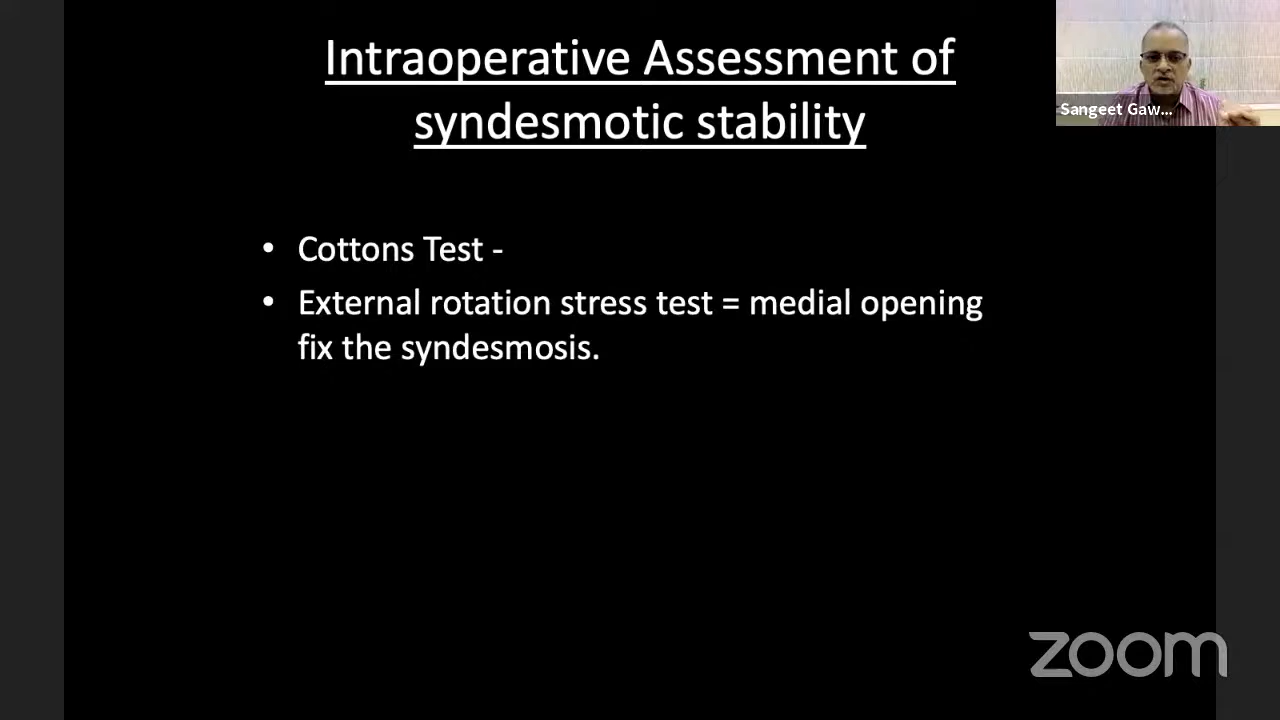 Intraoperative Assessment of
syndesmotic stability
Sangeet Gaw...
• Cottons Test -
• External rotation stress test = medial opening
fix the syndesmosis.
zoom